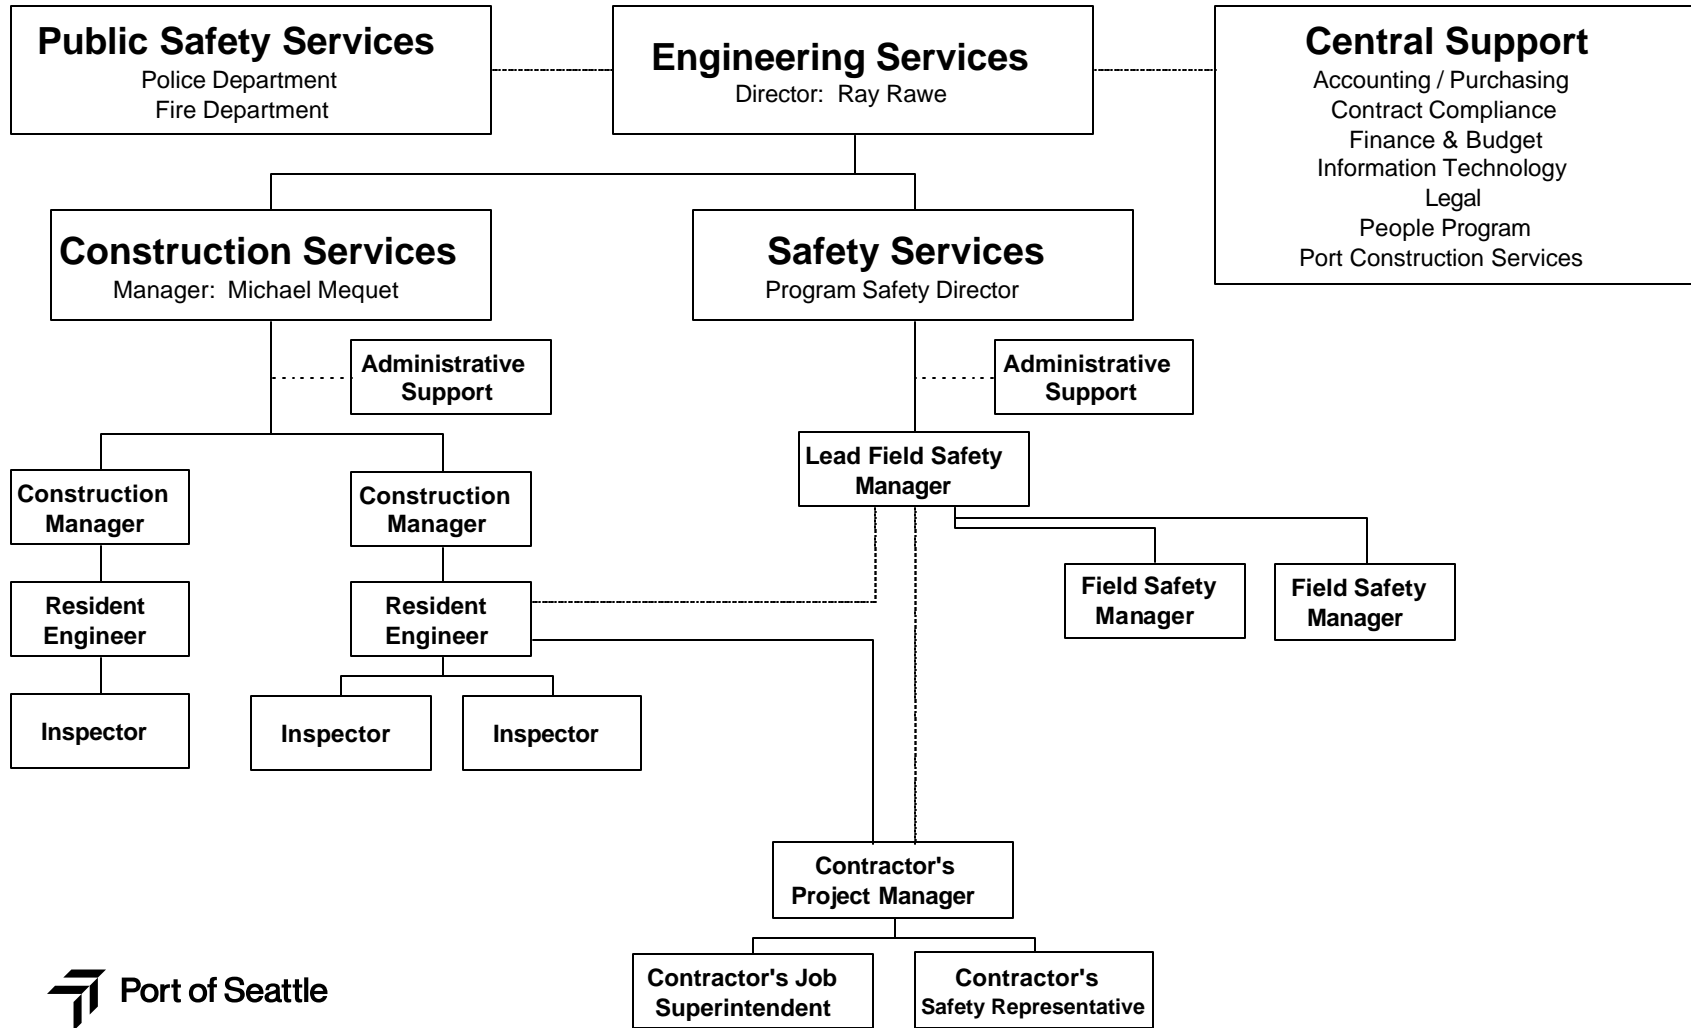 Public Safety Services
Police Department
Fire Department
Engineering Services
Director: Ray Rawe
Central Support
Accounting / Purchasing
Contract Compliance
Finance & Budget
Information Technology
Legal
People Program
Port Construction Services
Construction Services
Manager: Michael Mequet
Safety Services
Program Safety Director
Administrative
Support
Administrative
Support
Lead Field Safety
Manager
Construction
Manager
Construction
Manager
Field Safety
Manager
Field Safety
Manager
Resident
Engineer
Resident
Engineer
Inspector
Inspector
Inspector
Contractor's
Project Manager
Contractor's Job
Superintendent
Contractor's
Safety Representative
Port of Seattle